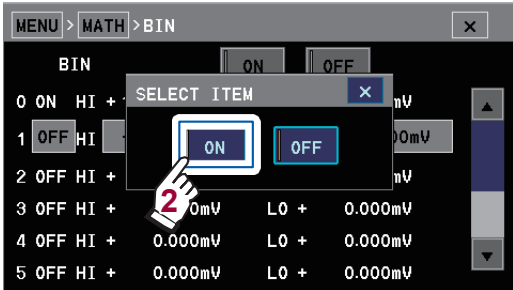 MENU > MATH >BIN ×
BIN ON OFF
SELECT ITEM ×
0 ON HI + mV
1 OFF HI 0mV
ON OFF
2 OFF HI + mV
2
3 OFF HI + 0mV LO + 0.000mV
4 OFF HI + 0.000mV LO + 0.000mV
5 OFF HI + 0.000mV LO + 0.000mV